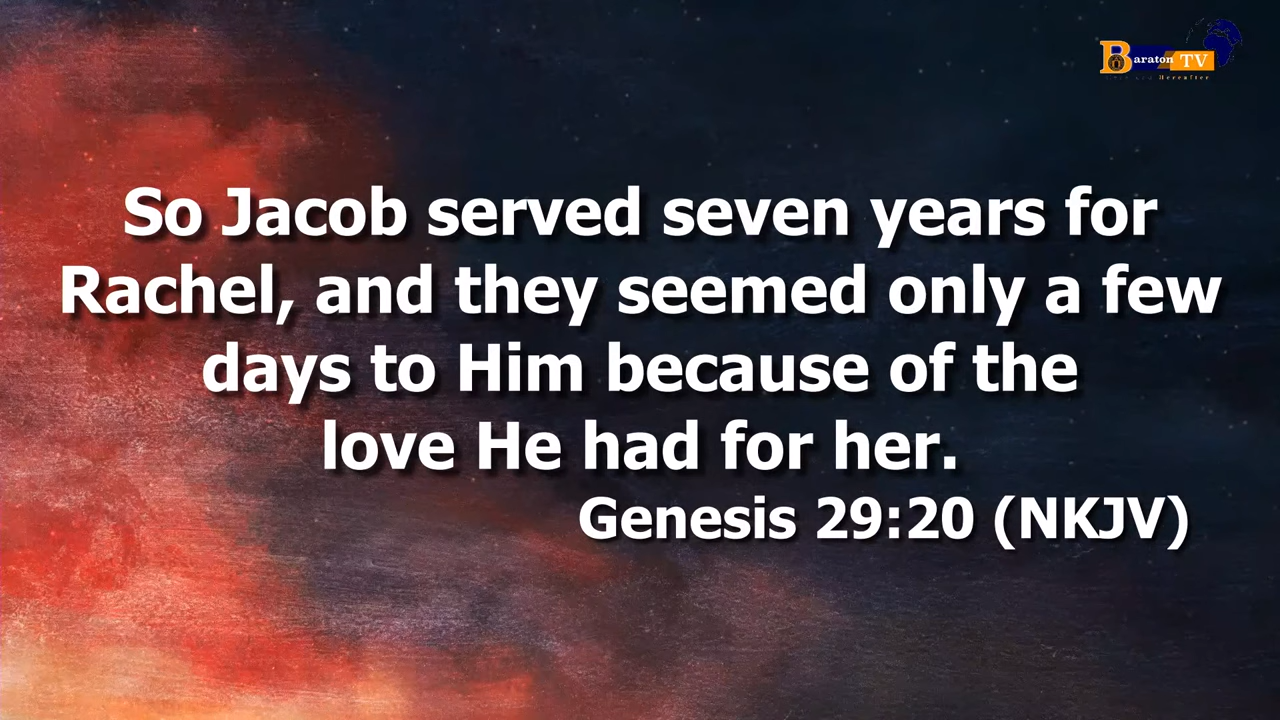 Baraton TV
Hereafter
So Jacob served seven years for
Rachel, and they seemed only a few
days to Him because of the
love He had for her.
Genesis 29:20 (NKJV)